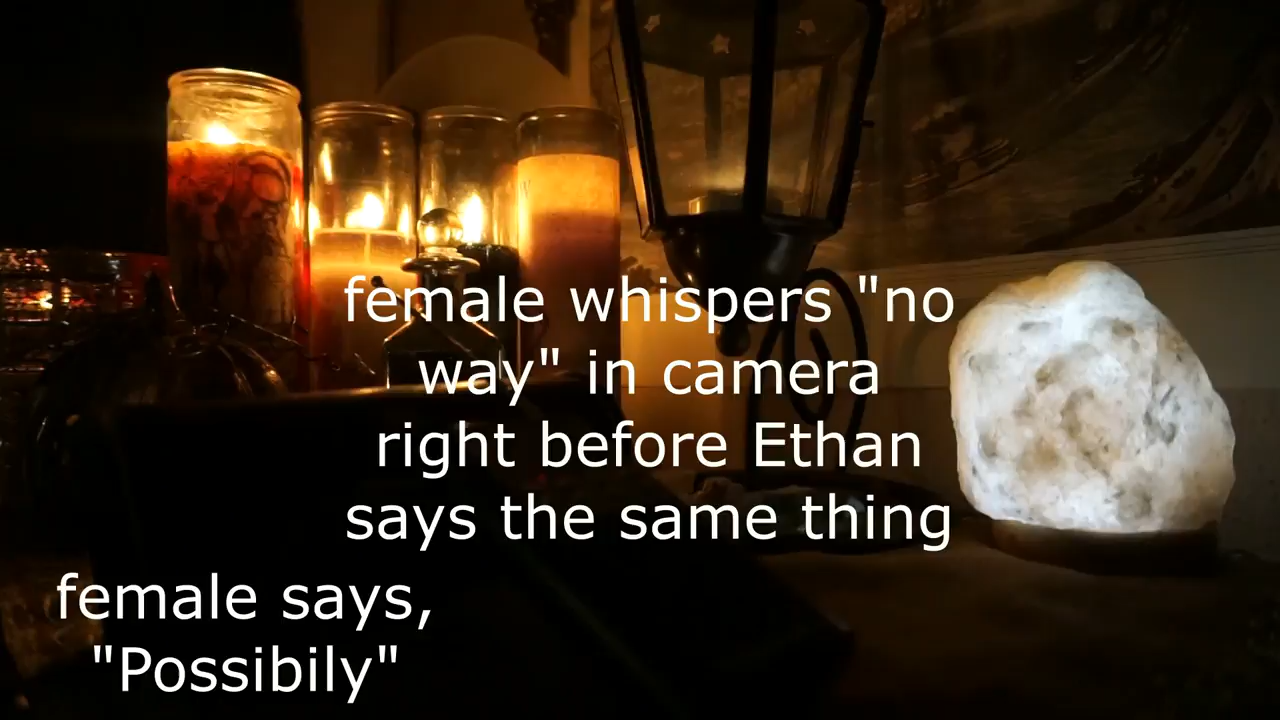 female whispers "no
way" in camera
right before Ethan
says the same thing
female says,
"Possibily"